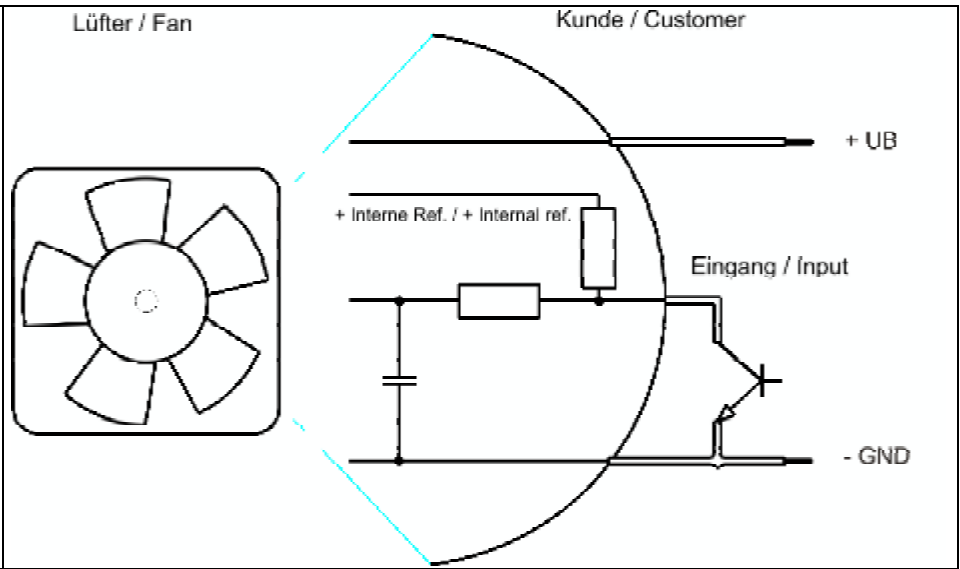 Lüfter / Fan
Kunde / Customer
+ UB
+ Interne Ref. / + Internal ref.
Eingang / Input
- GND